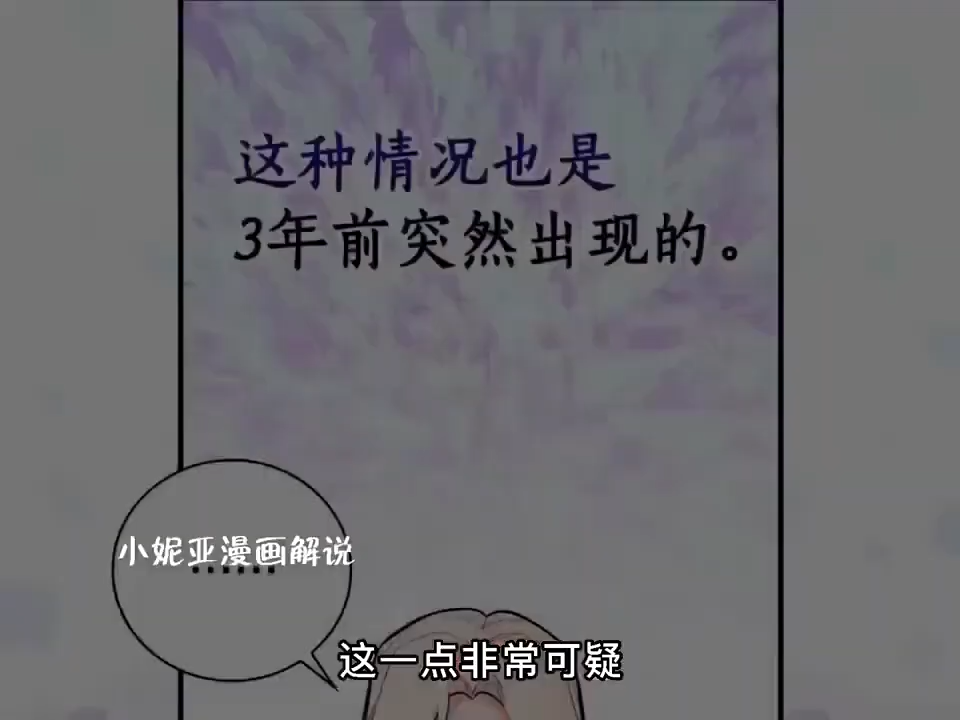 这种情况也是
3年前突然出现的。
小妮亚漫画解说
……
这一点非常可疑